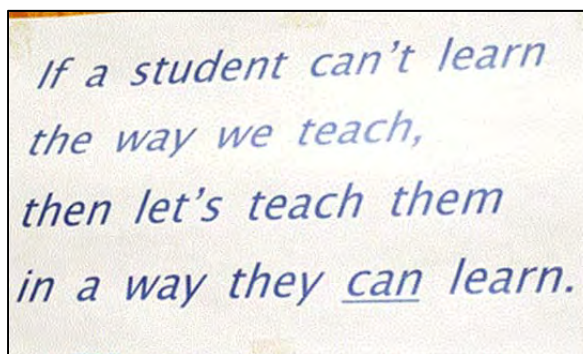 If a student can't learn
the way we teach,
then let's teach them
in a way they can learn.